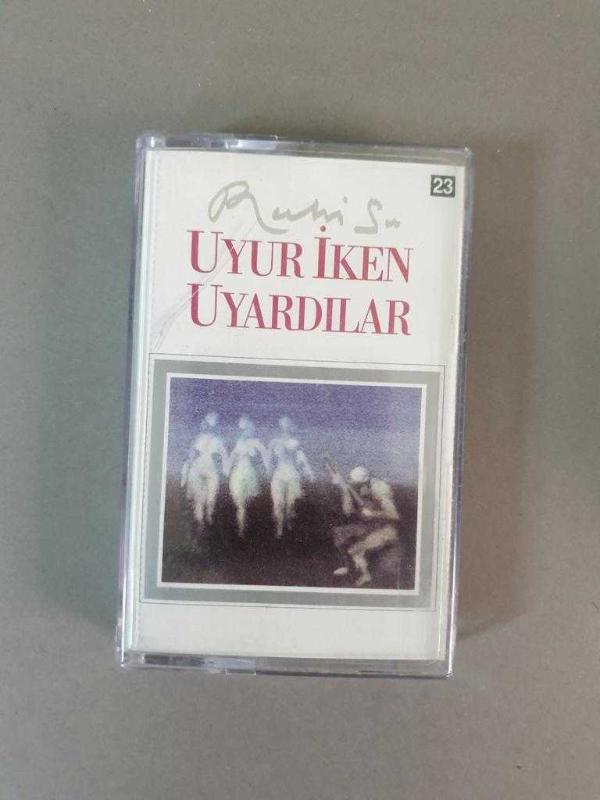 23
Ruhi Su
UYUR İKEN
UYARDILAR